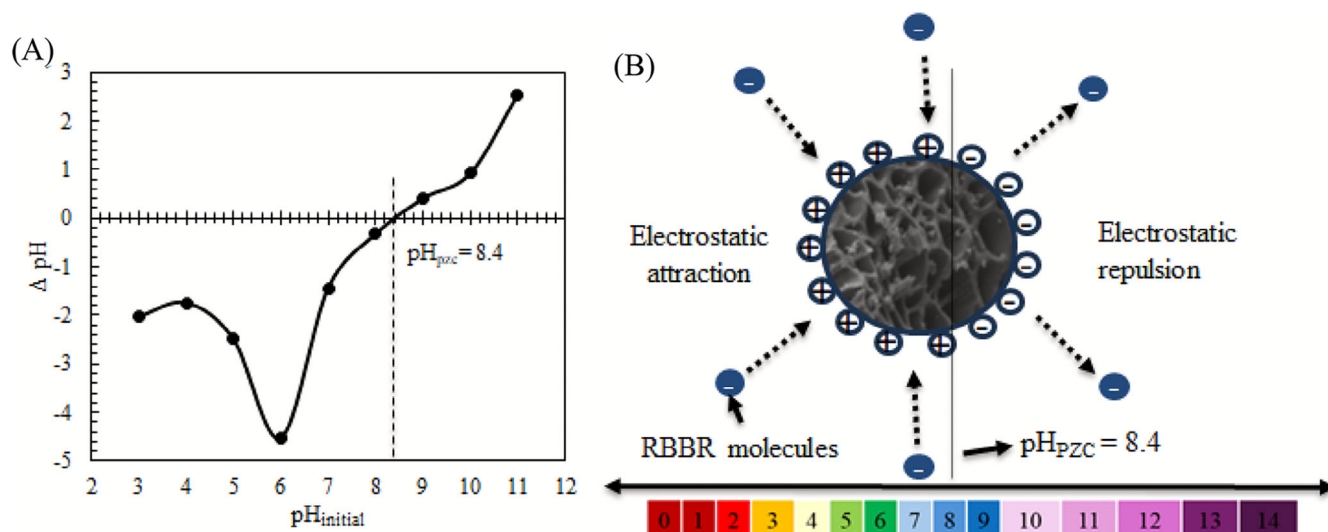 (A)
3
2
1
0
-1
-2
-3
-4
-5
Δ pH
pHpzc = 8.4
2 3 4 5 6 7 8 9 10 11 12
pHinitial
(B)
Electrostatic
attraction
Electrostatic
repulsion
RBBR molecules
pHPZC = 8.4
0 1 2 3 4 5 6 7 8 9 10 11 12 13 14